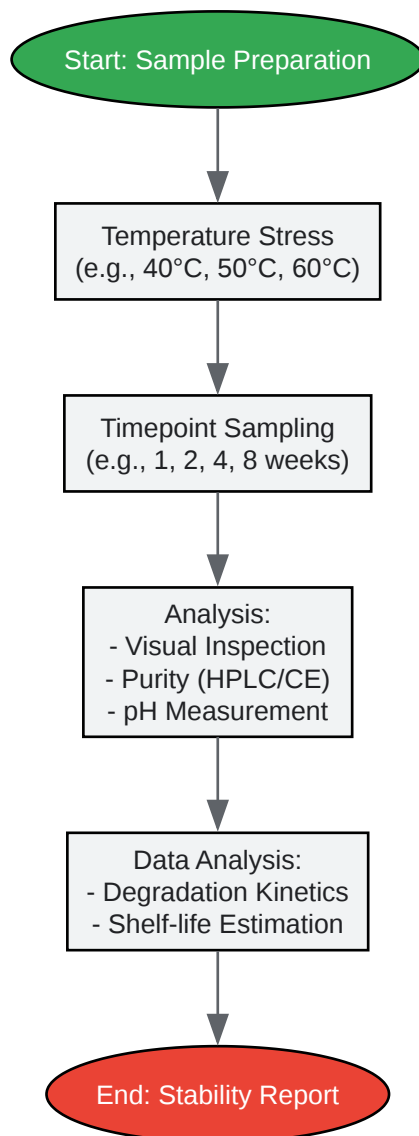 Start: Sample Preparation
Temperature Stress
(e.g., 40°C, 50°C, 60°C)
Timepoint Sampling
(e.g., 1, 2, 4, 8 weeks)
Analysis:
- Visual Inspection
- Purity (HPLC/CE)
- pH Measurement
Data Analysis:
- Degradation Kinetics
- Shelf-life Estimation
End: Stability Report